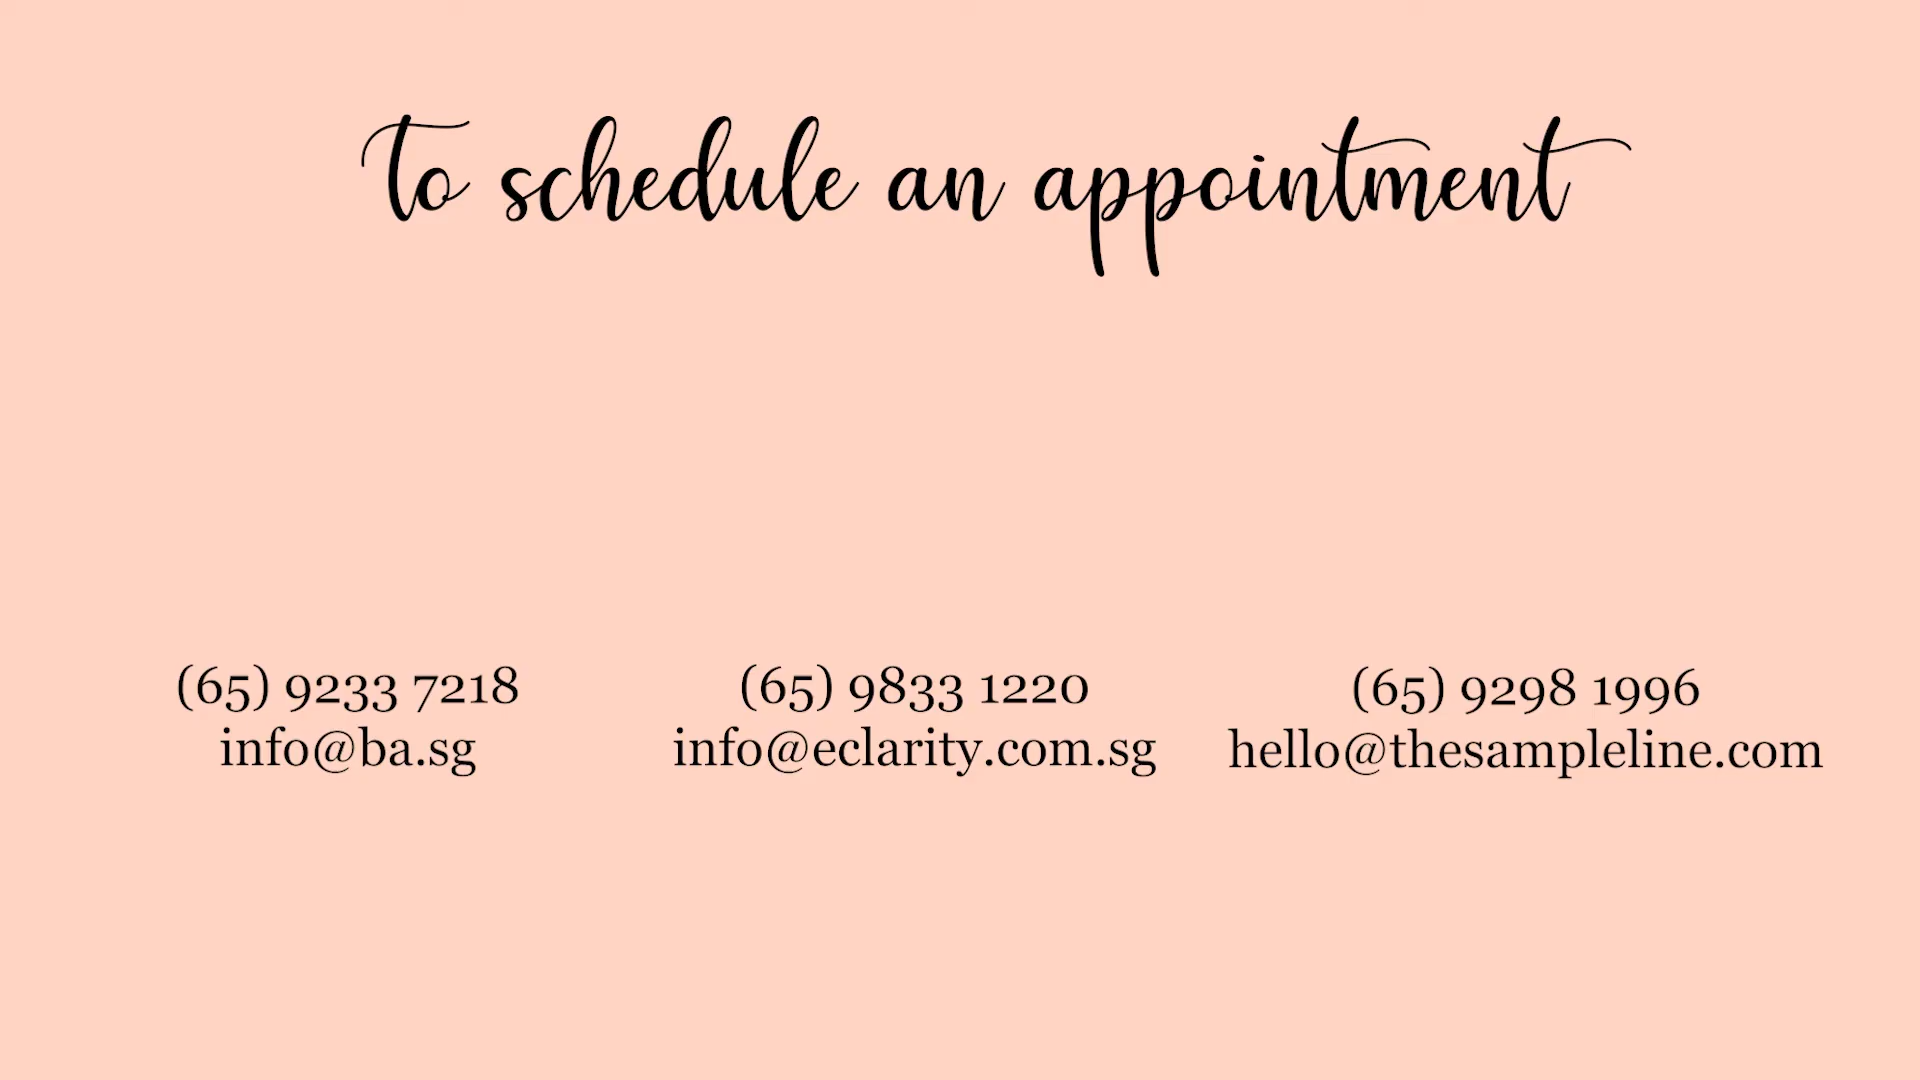 to schedule an appointment
(65) 9233 7218
info@ba.sg
(65) 9833 1220
info@eclarity.com.sg
(65) 9298 1996
hello@thesampleline.com